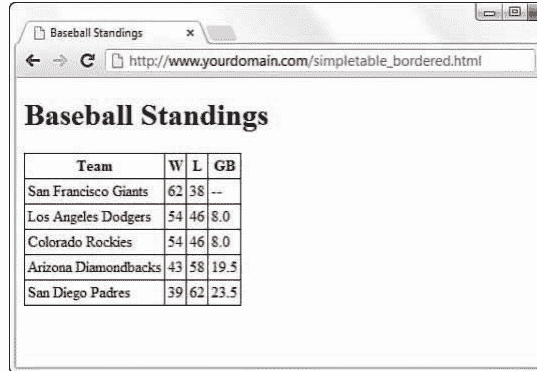 Baseball Standings
http://www.yourdomain.com/simpletable_bordered.html
Baseball Standings
Team W L GB
San Francisco Giants 62 38 --
Los Angeles Dodgers 54 46 8.0
Colorado Rockies 54 46 8.0
Arizona Diamondbacks 43 58 19.5
San Diego Padres 39 62 23.5